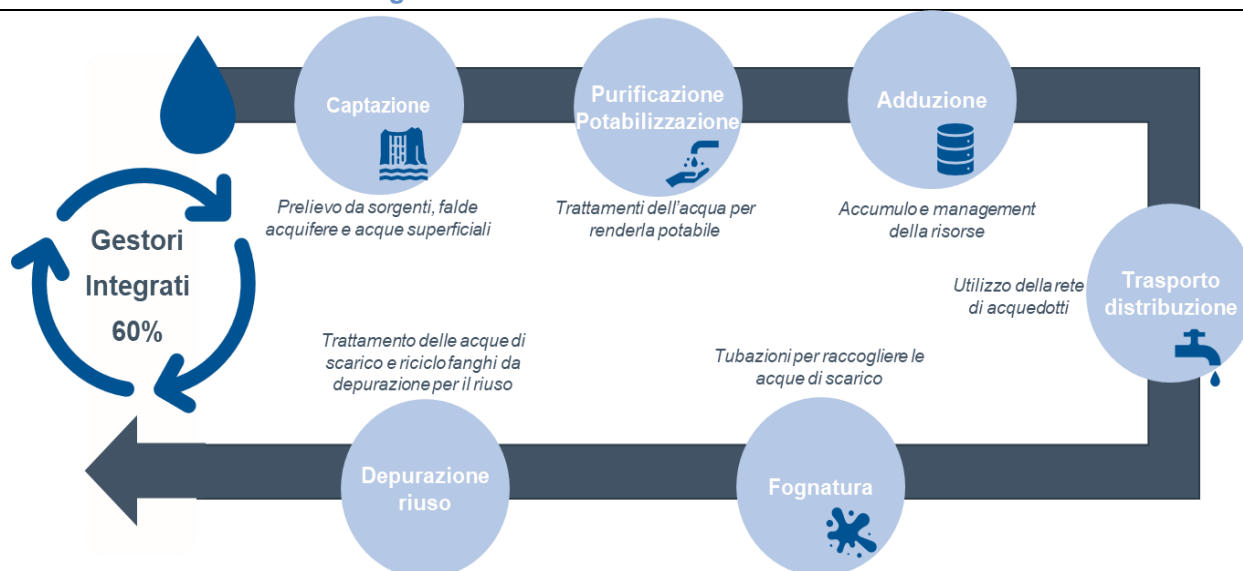 Captazione
Prelievo da sorgenti, falde
acquifere e acque superficiali
Purificazione
Potabilizzazione
Trattamenti dell'acqua per
renderla potabile
Adduzione
Accumulo e management
della risorse
Trasporto
distribuzione
Utilizzo della rete
di acquedotti
Gestori
Integrati
60%
Tubazioni per raccogliere le
acque di scarico
Fognatura
Trattamento delle acque di
scarico e riciclo fanghi da
depurazione per il riuso
Depurazione
riuso